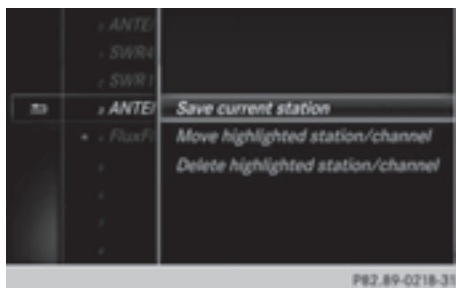 ANTE
SWR4
SWR1
ANTE
Save current station
FluxF
Move highlighted station/channel
Delete highlighted station/channel
P82.89-0218-31